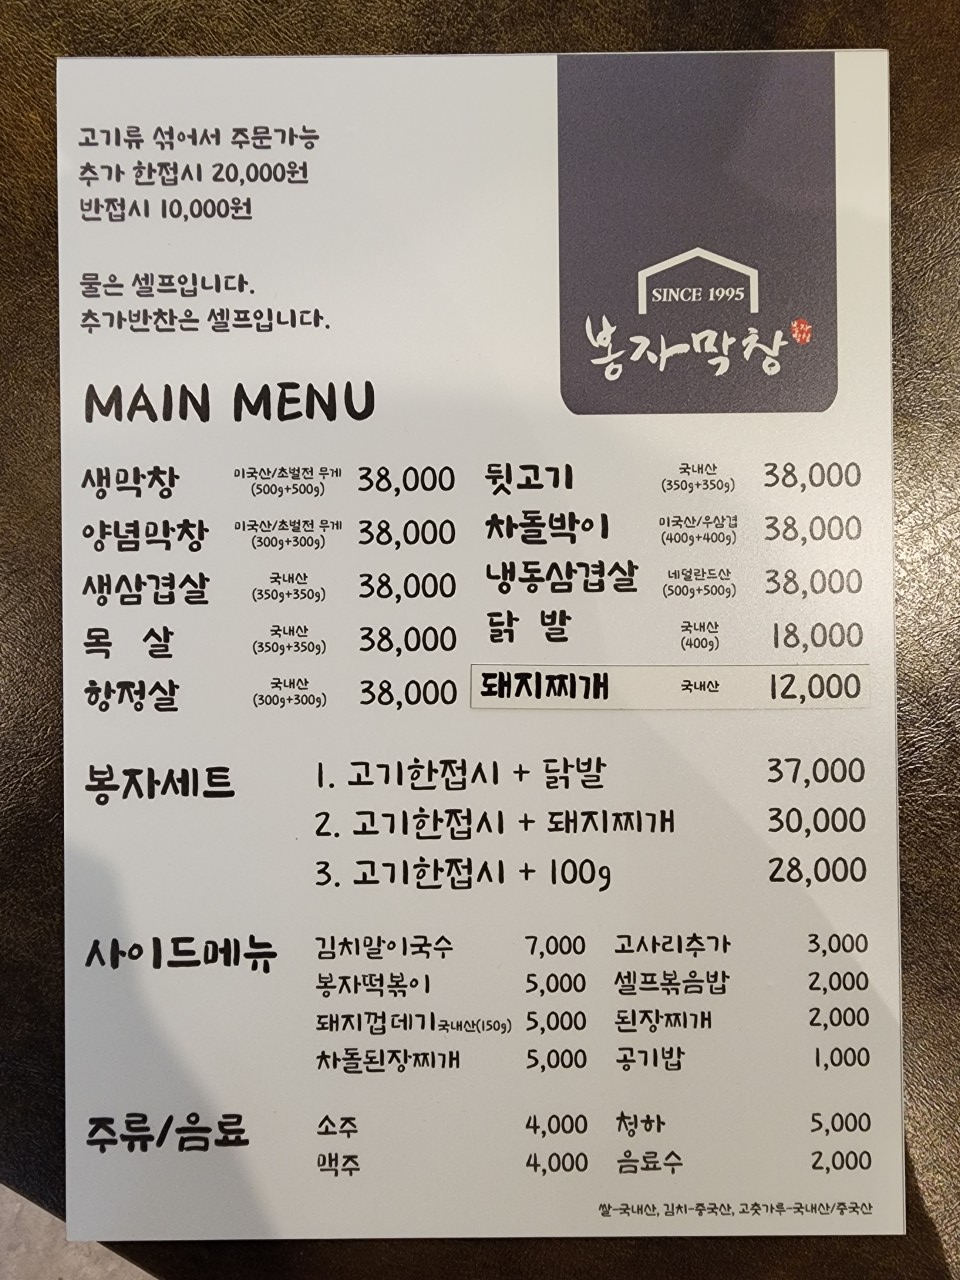 고기류 섞어서 주문가능
추가 한접시 20,000원
반접시 10,000원
물은 셀프입니다.
추가반찬은 셀프입니다.
SINCE 1995
봉자막창
MAIN MENU
생막창 미국산/초벌전 무게 (500g+500g) 38,000
양념막창 미국산/초벌전 무게 (300g+300g) 38,000
생삼겹살 국내산 (350g+350g) 38,000
목 살 국내산 (350g+350g) 38,000
항정살 국내산 (300g+300g) 38,000
뒷고기 국내산 (350g+350g) 38,000
차돌박이 미국산/우삼겹 (400g+400g) 38,000
냉동삼겹살 네덜란드산 (500g+500g) 38,000
닭 발 국내산 (400g) 18,000
돼지찌개 국내산 12,000
봉자세트
1. 고기한접시 + 닭발 37,000
2. 고기한접시 + 돼지찌개 30,000
3. 고기한접시 + 100g 28,000
사이드메뉴
김치말이국수 7,000
봉자떡볶이 5,000
돼지껍데기 국내산(150g) 5,000
차돌된장찌개 5,000
고사리추가 3,000
셀프볶음밥 2,000
된장찌개 2,000
공기밥 1,000
주류/음료
소주 4,000
맥주 4,000
청하 5,000
음료수 2,000
쌀-국내산, 김치-중국산, 고춧가루-국내산/중국산